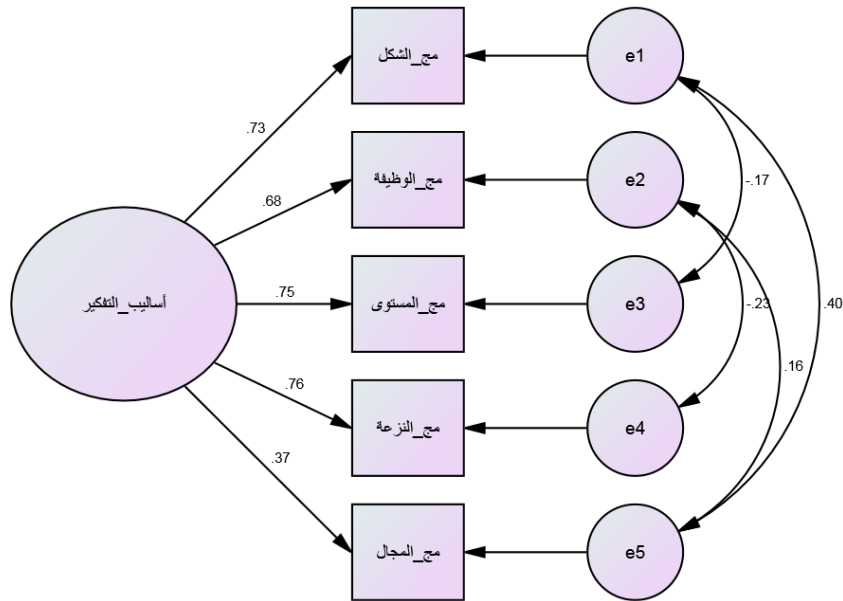 مج_الشكل
e1
.73
-.17
مج_الوظيفة
e2
.68
أساليب_التفكير
.75
مج_المستوى
e3
-.23
.40
.16
.76
مج_النزعة
e4
.37
مج_المجال
e5